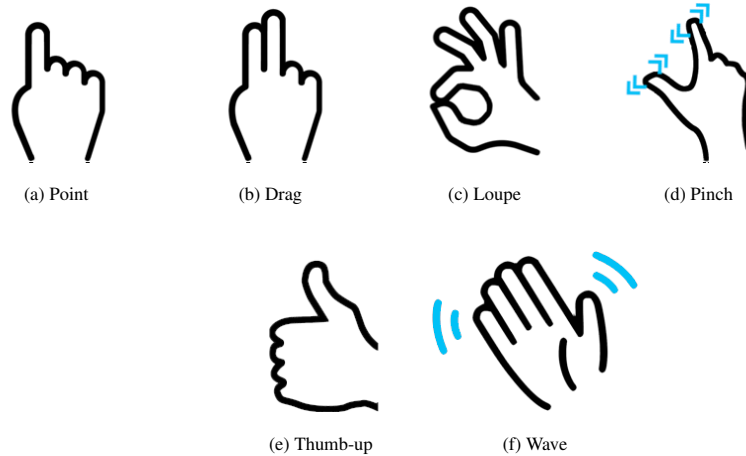 (a) Point
(b) Drag
(c) Loupe
(d) Pinch
(e) Thumb-up
(f) Wave